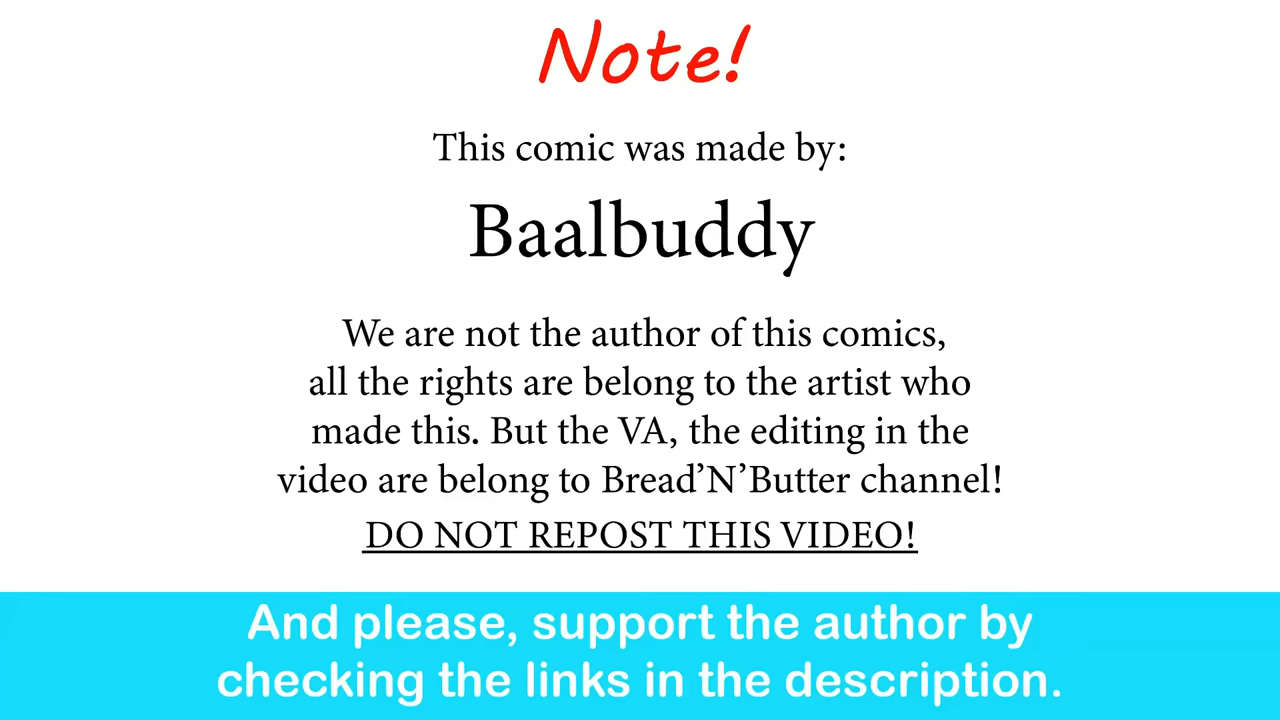 Note!
This comic was made by:
Baalbuddy
We are not the author of this comics,
all the rights are belong to the artist who
made this. But the VA, the editing in the
video are belong to Bread’N’Butter channel!
DO NOT REPOST THIS VIDEO!
And please, support the author by
checking the links in the description.